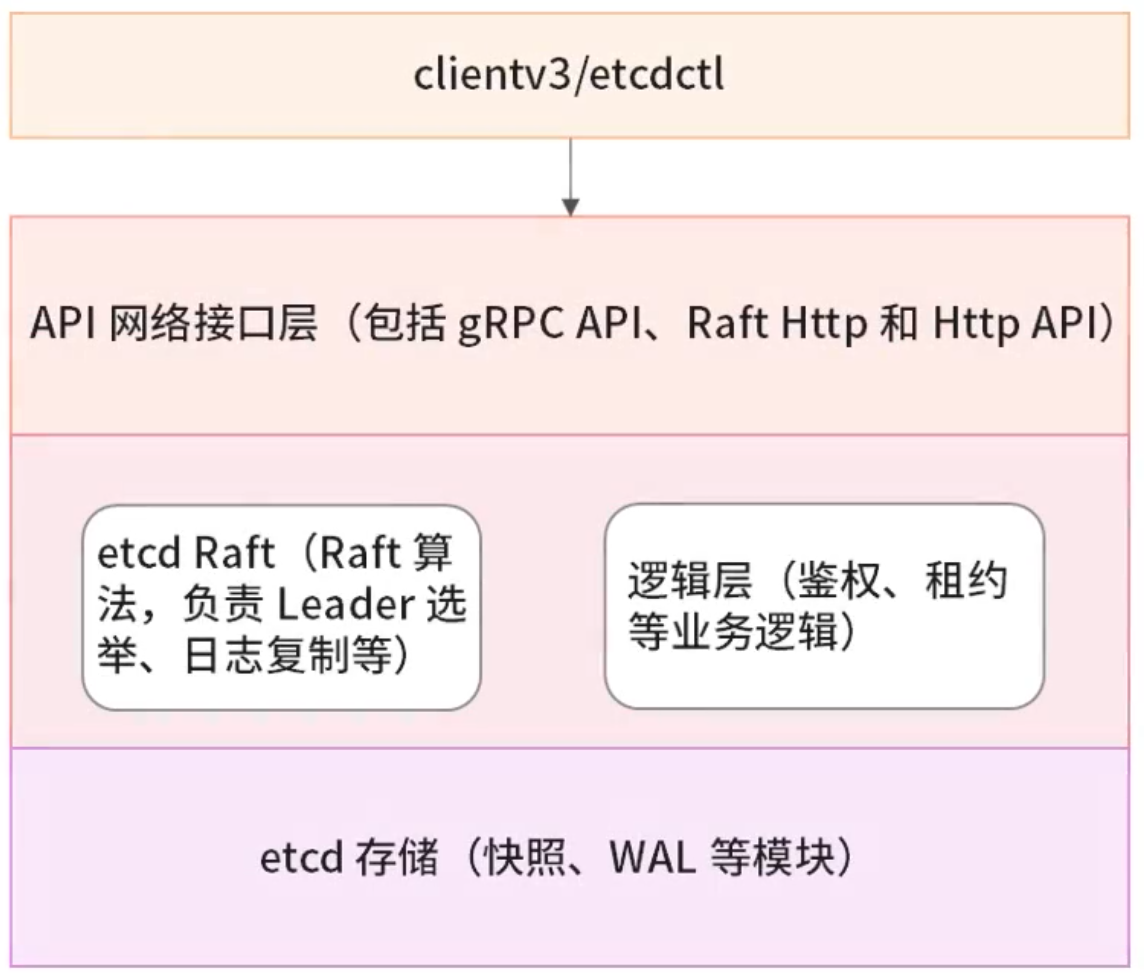 clientv3/etcdctl
API 网络接口层（包括 gRPC API、Raft Http 和 Http API）
etcd Raft（Raft 算
法，负责 Leader 选
举、日志复制等）
逻辑层（鉴权、租约
等业务逻辑）
etcd 存储（快照、WAL 等模块）